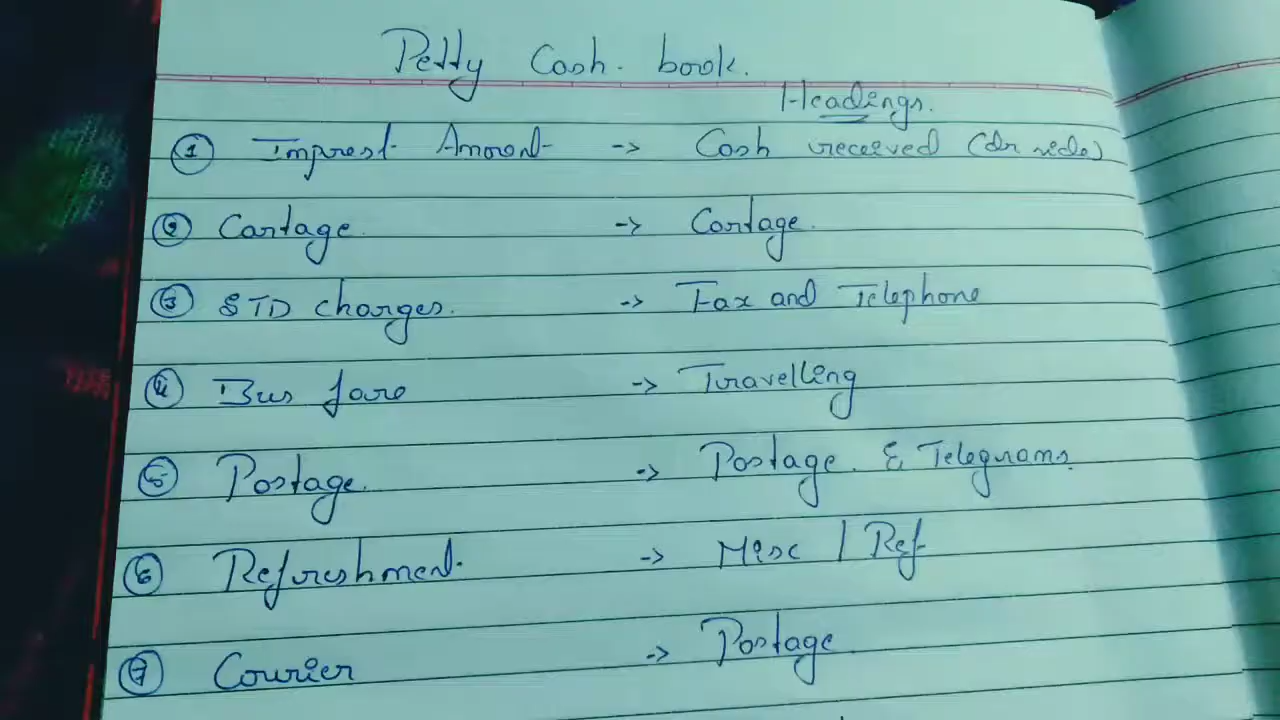 Petty Cash. book.
Headings.
① Imprest Amount -> Cash received (dr side)
② Cartage. -> Cartage.
③ STD charges. -> Fax and Telephone
④ Bus fare -> Travelling
⑤ Postage. -> Postage. & Telegrams.
⑥ Refreshment. -> Misc / Ref
⑦ Courier -> Postage